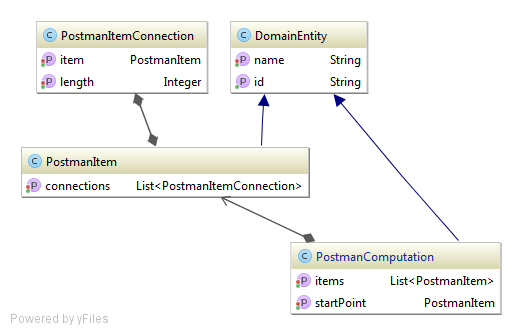 PostmanItemConnection
item PostmanItem
length Integer
DomainEntity
name String
id String
PostmanItem
connections List<PostmanItemConnection>
PostmanComputation
items List<PostmanItem>
startPoint PostmanItem
Powered by yFiles